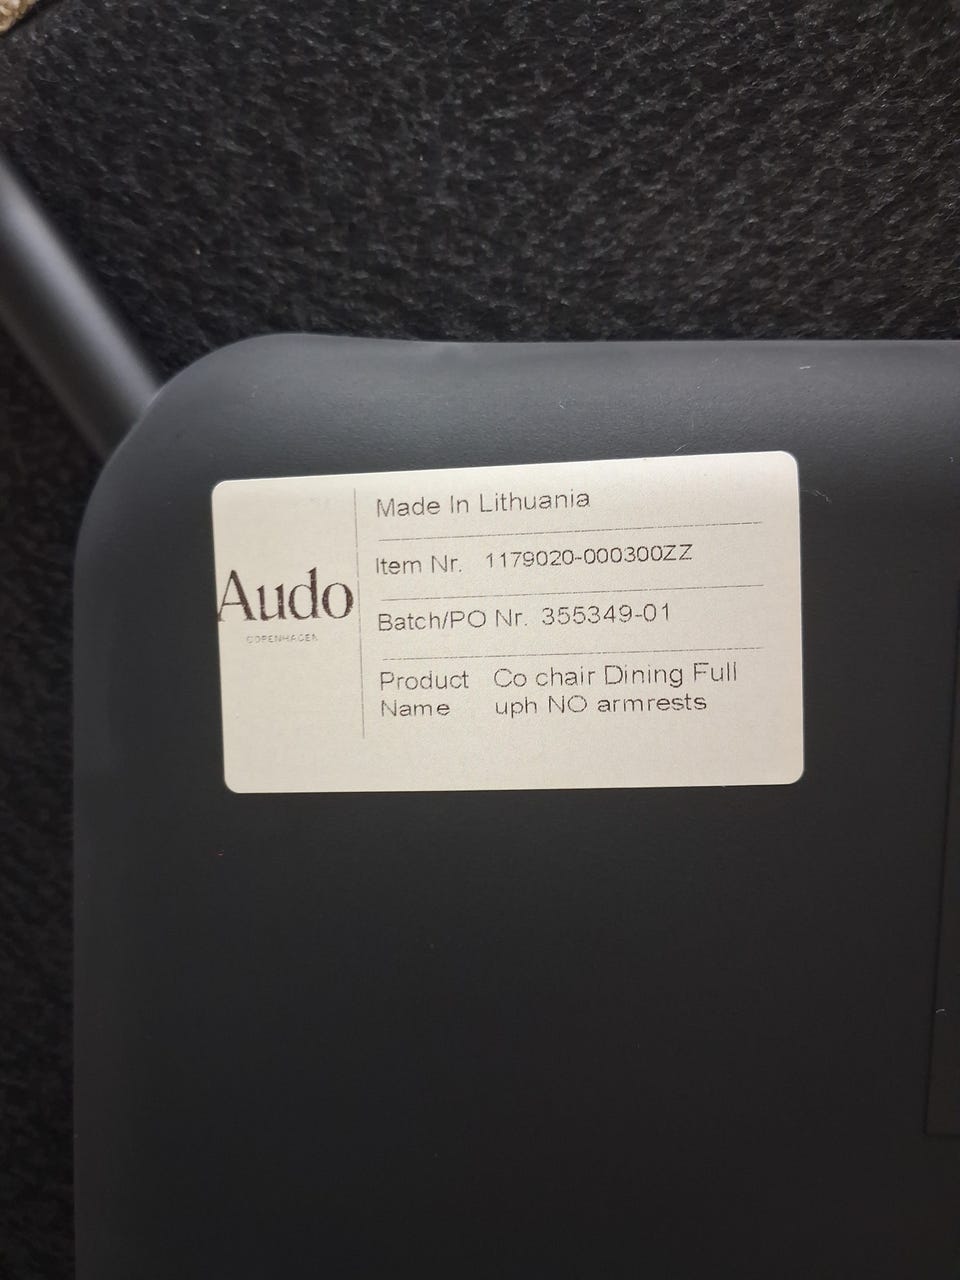 Audo
COPENHAGEN
Made In Lithuania
Item Nr. 1179020-000300ZZ
Batch/PO Nr. 355349-01
Product Name Co chair Dining Full
uph NO armrests